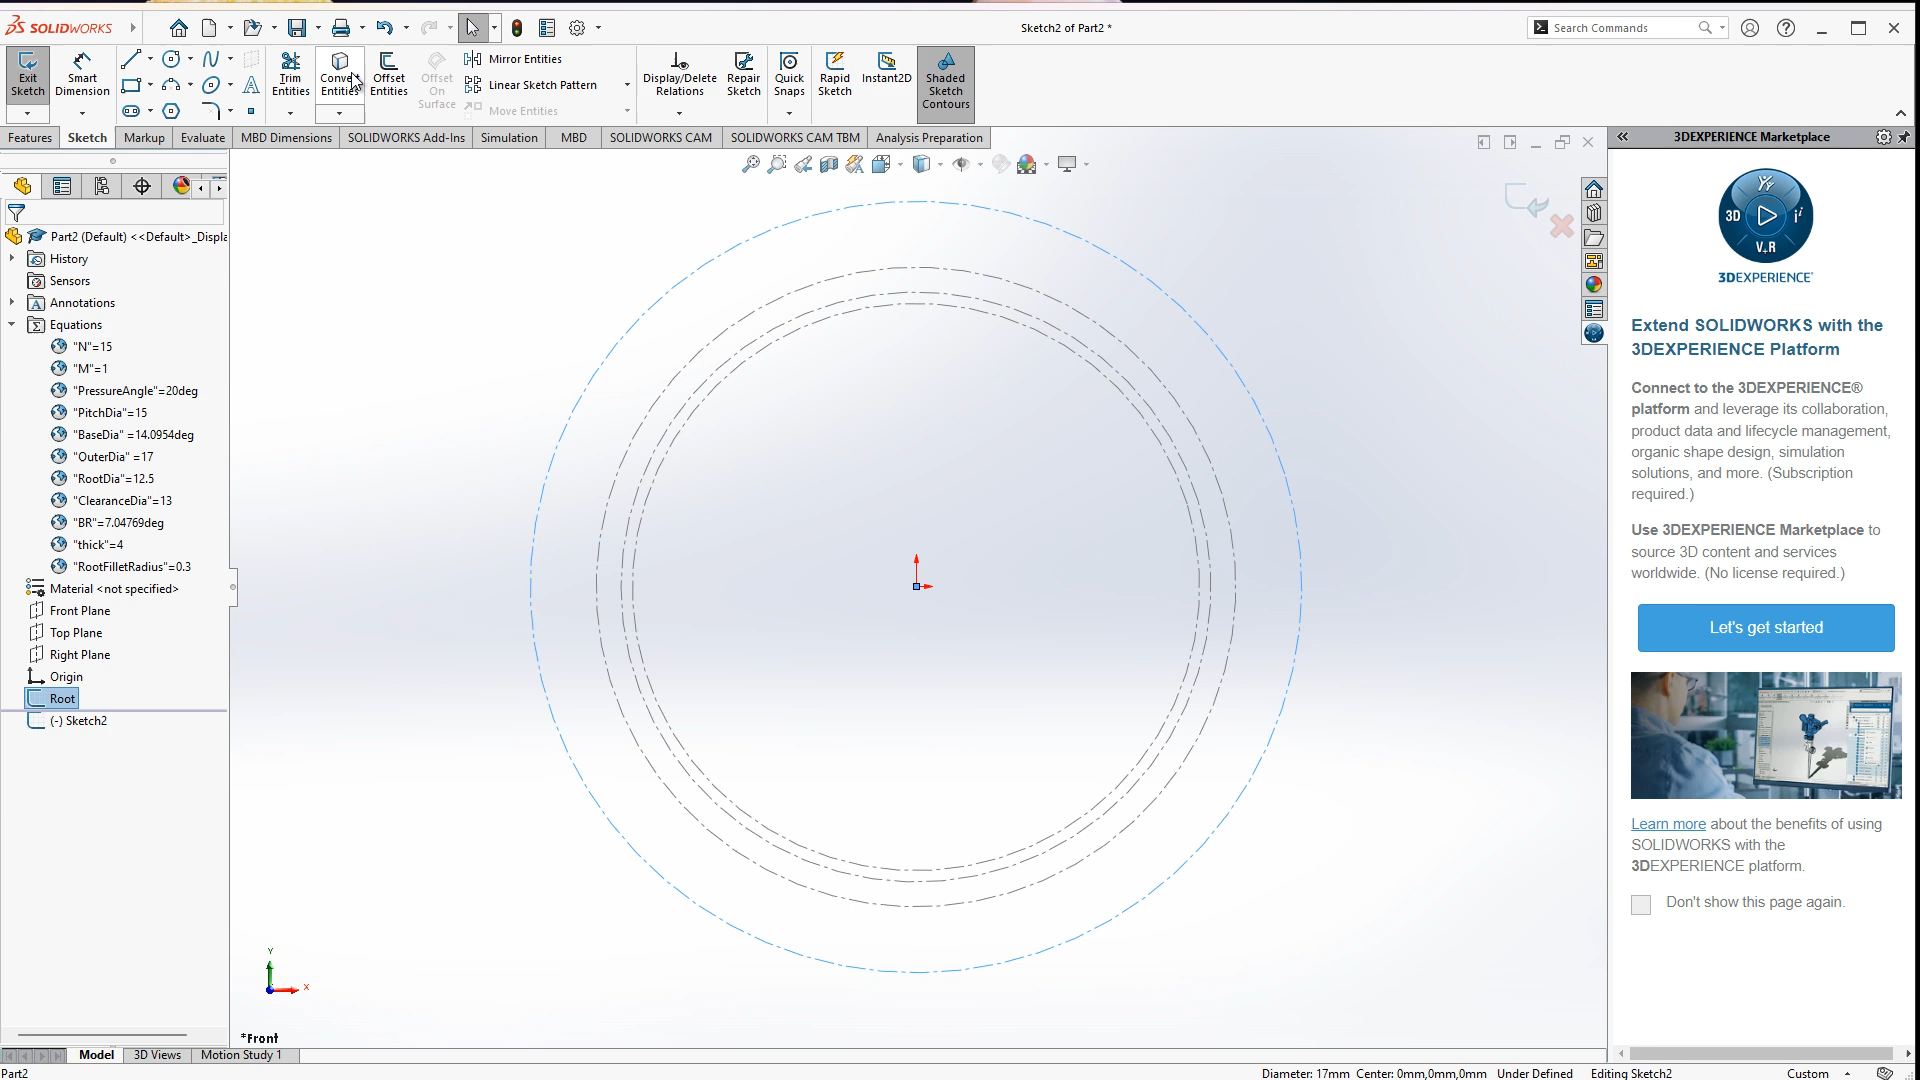 SOLIDWORKS
Sketch2 of Part2 *
Search Commands
Exit Sketch
Smart Dimension
Trim Entities
Convert Entities
Offset Entities
Offset On Surface
Mirror Entities
Linear Sketch Pattern
Move Entities
Display/Delete Relations
Repair Sketch
Quick Snaps
Rapid Sketch
Instant2D
Shaded Sketch Contours
Features Sketch Markup Evaluate MBD Dimensions SOLIDWORKS Add-Ins Simulation MBD SOLIDWORKS CAM SOLIDWORKS CAM TBM Analysis Preparation
Part2 (Default) <<Default>_Displa
History
Sensors
Annotations
Equations
"N"=15
"M"=1
"PressureAngle"=20deg
"PitchDia"=15
"BaseDia" =14.0954deg
"OuterDia" =17
"RootDia"=12.5
"ClearanceDia"=13
"BR"=7.04769deg
"thick"=4
"RootFilletRadius"=0.3
Material <not specified>
Front Plane
Top Plane
Right Plane
Origin
Root
(-) Sketch2
Y
X
*Front
3DEXPERIENCE Marketplace
3D
V,R
3DEXPERIENCE
Extend SOLIDWORKS with the
3DEXPERIENCE Platform
Connect to the 3DEXPERIENCE®
platform and leverage its collaboration,
product data and lifecycle management,
organic shape design, simulation
solutions, and more. (Subscription
required.)
Use 3DEXPERIENCE Marketplace to
source 3D content and services
worldwide. (No license required.)
Let's get started
Learn more about the benefits of using
SOLIDWORKS with the
3DEXPERIENCE platform.
Don't show this page again.
Model 3D Views Motion Study 1
Part2
Diameter: 17mm Center: 0mm,0mm,0mm Under Defined Editing Sketch2 Custom